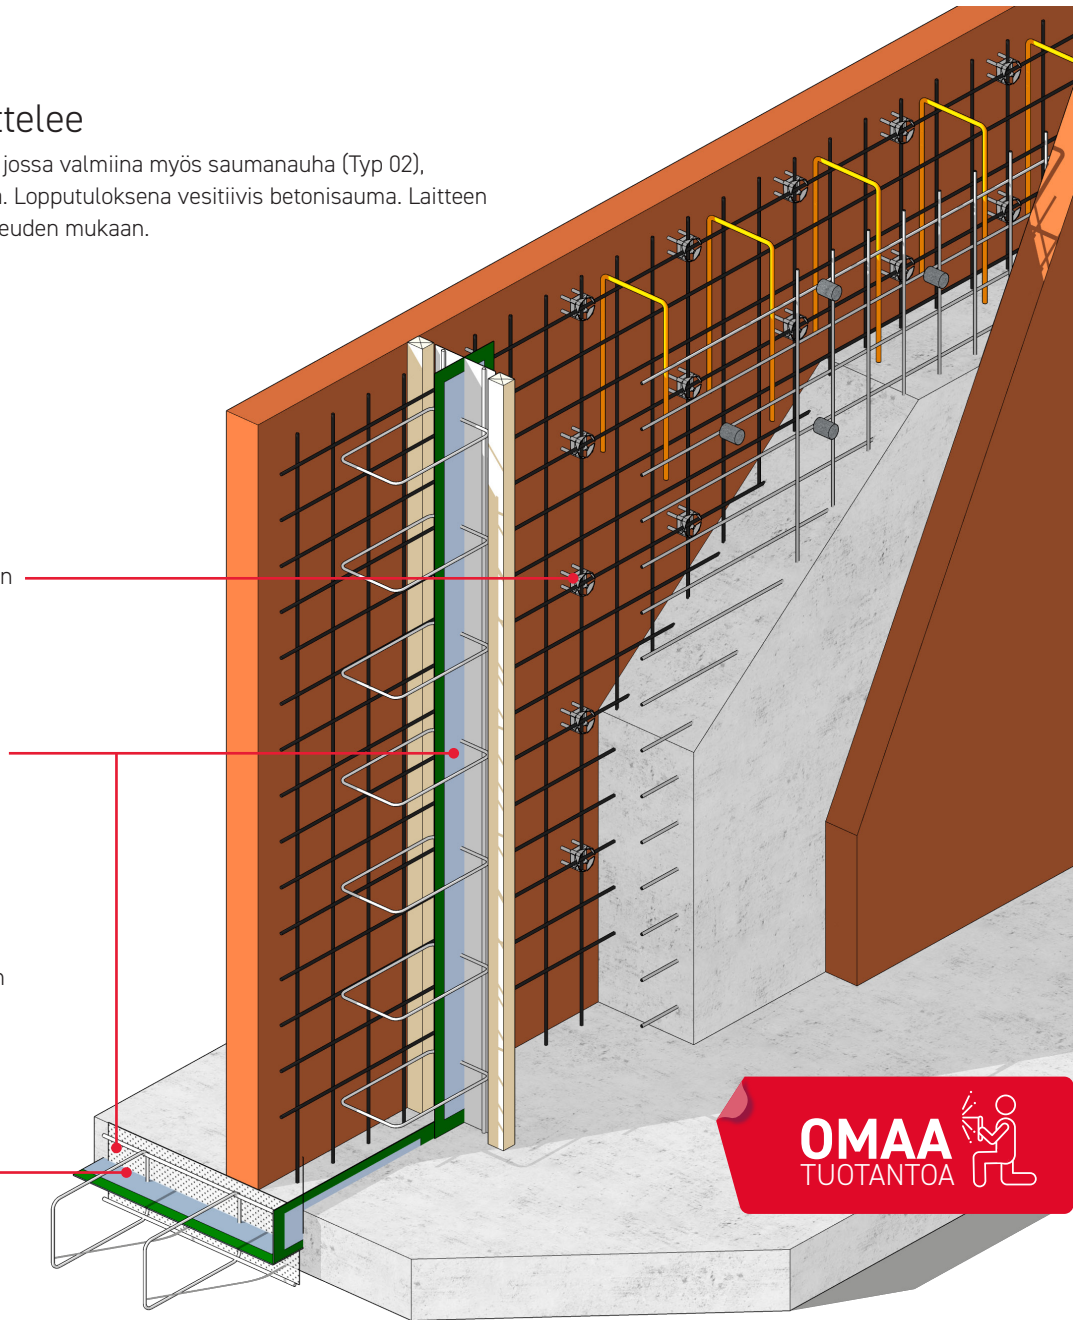 ttelee
jossa valmiina myös saumanauha (Typ 02),
. Lopputuloksena vesitiivis betonisauma. Laitteen
euden mukaan.
n
OMAA
TUOTANTOA